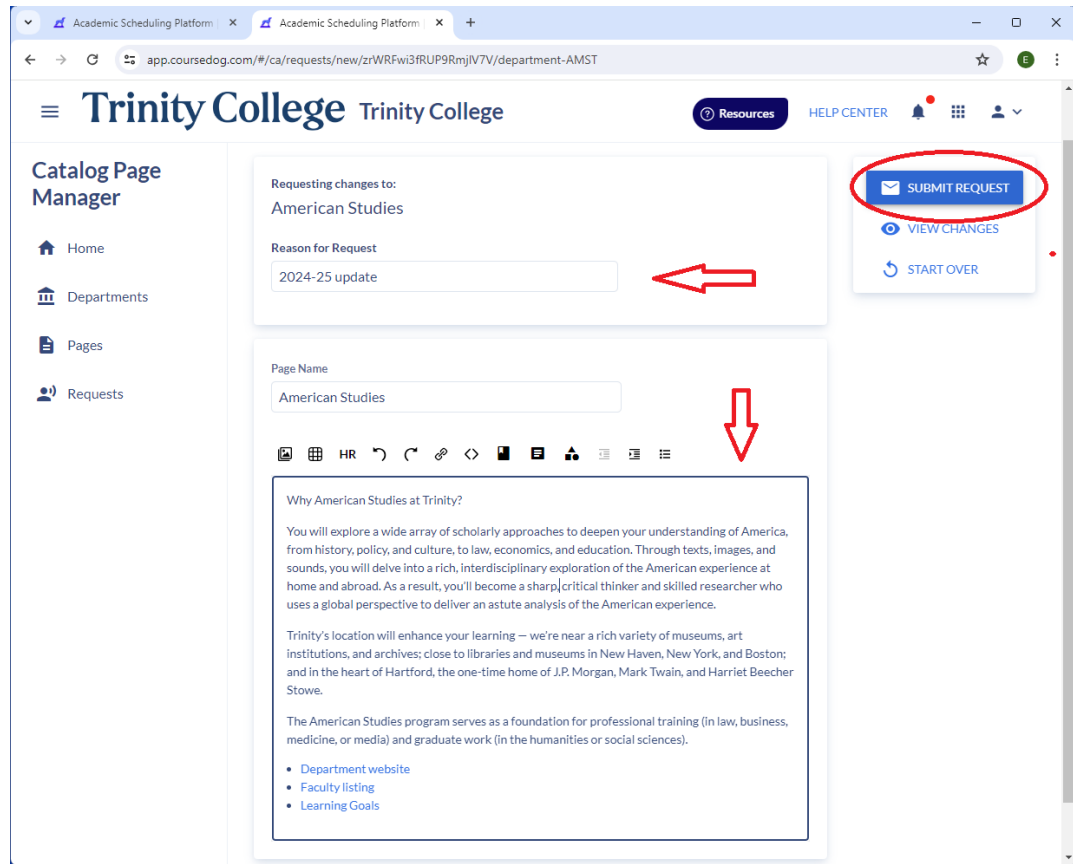 Academic Scheduling Platform
Academic Scheduling Platform
app.coursedog.com/#/ca/requests/new/zrWRFwi3fRUP9RmjlV7V/department-AMST
E
Trinity College Trinity College
Resources
HELP CENTER
Catalog Page
Manager
Home
Departments
Pages
Requests
Requesting changes to:
American Studies
Reason for Request
2024-25 update
SUBMIT REQUEST
VIEW CHANGES
START OVER
Page Name
American Studies
HR
Why American Studies at Trinity?
You will explore a wide array of scholarly approaches to deepen your understanding of America,
from history, policy, and culture, to law, economics, and education. Through texts, images, and
sounds, you will delve into a rich, interdisciplinary exploration of the American experience at
home and abroad. As a result, you'll become a sharp, critical thinker and skilled researcher who
uses a global perspective to deliver an astute analysis of the American experience.
Trinity's location will enhance your learning — we're near a rich variety of museums, art
institutions, and archives; close to libraries and museums in New Haven, New York, and Boston;
and in the heart of Hartford, the one-time home of J.P. Morgan, Mark Twain, and Harriet Beecher
Stowe.
The American Studies program serves as a foundation for professional training (in law, business,
medicine, or media) and graduate work (in the humanities or social sciences).
• Department website
• Faculty listing
• Learning Goals